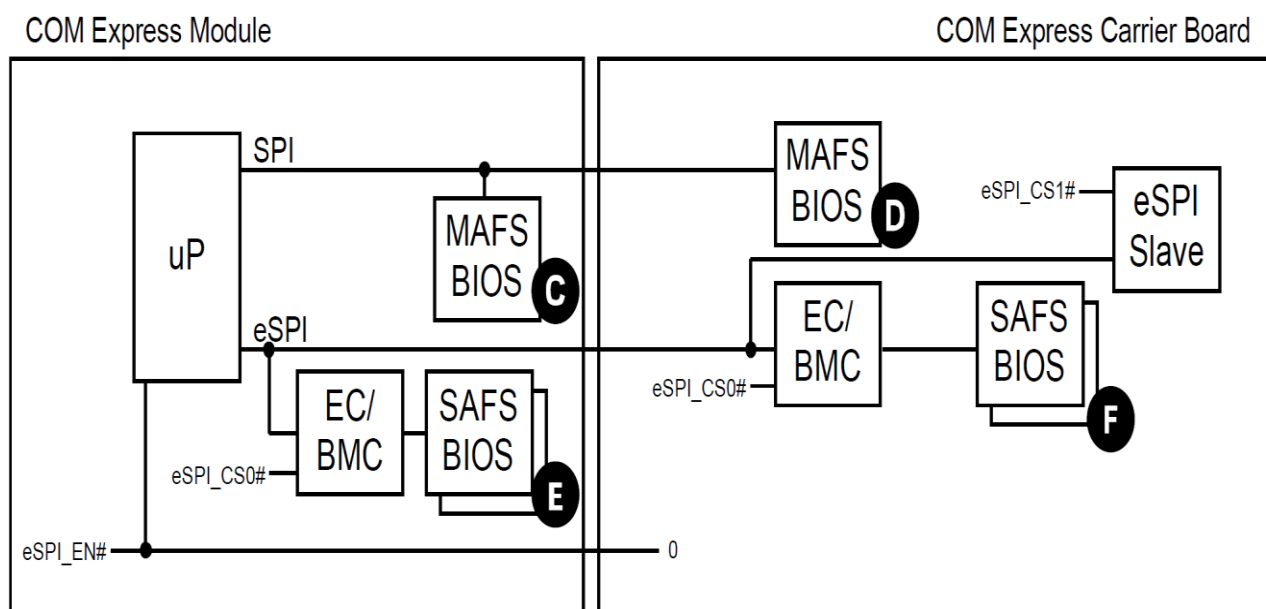 COM Express Module
COM Express Carrier Board
SPI
uP
MAFS
BIOS
C
MAFS
BIOS
D
eSPI_CS1#
eSPI
Slave
eSPI
EC/
BMC
eSPI_CS0#
SAFS
BIOS
E
eSPI_CS0#
EC/
BMC
SAFS
BIOS
F
eSPI_EN#
0